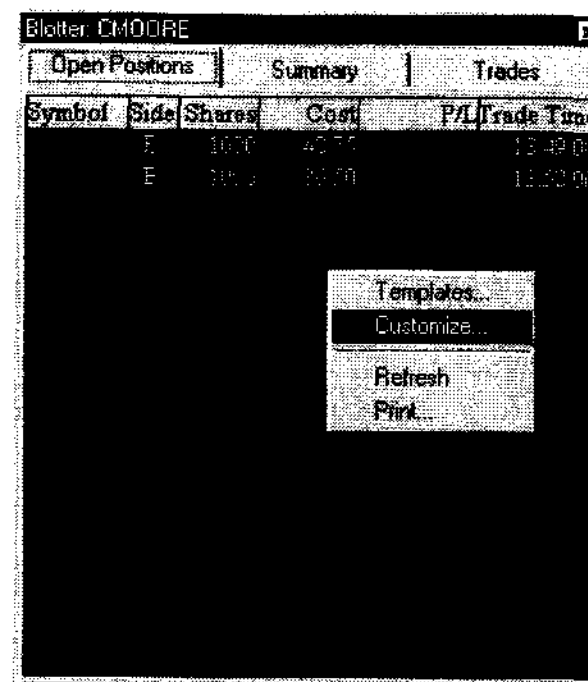 Blotter: CMOORE
Open Positions Summary Trades
Symbol Side Shares Cost P/L Trade Time
B
B
Templates...
Customize...
Refresh
Print...